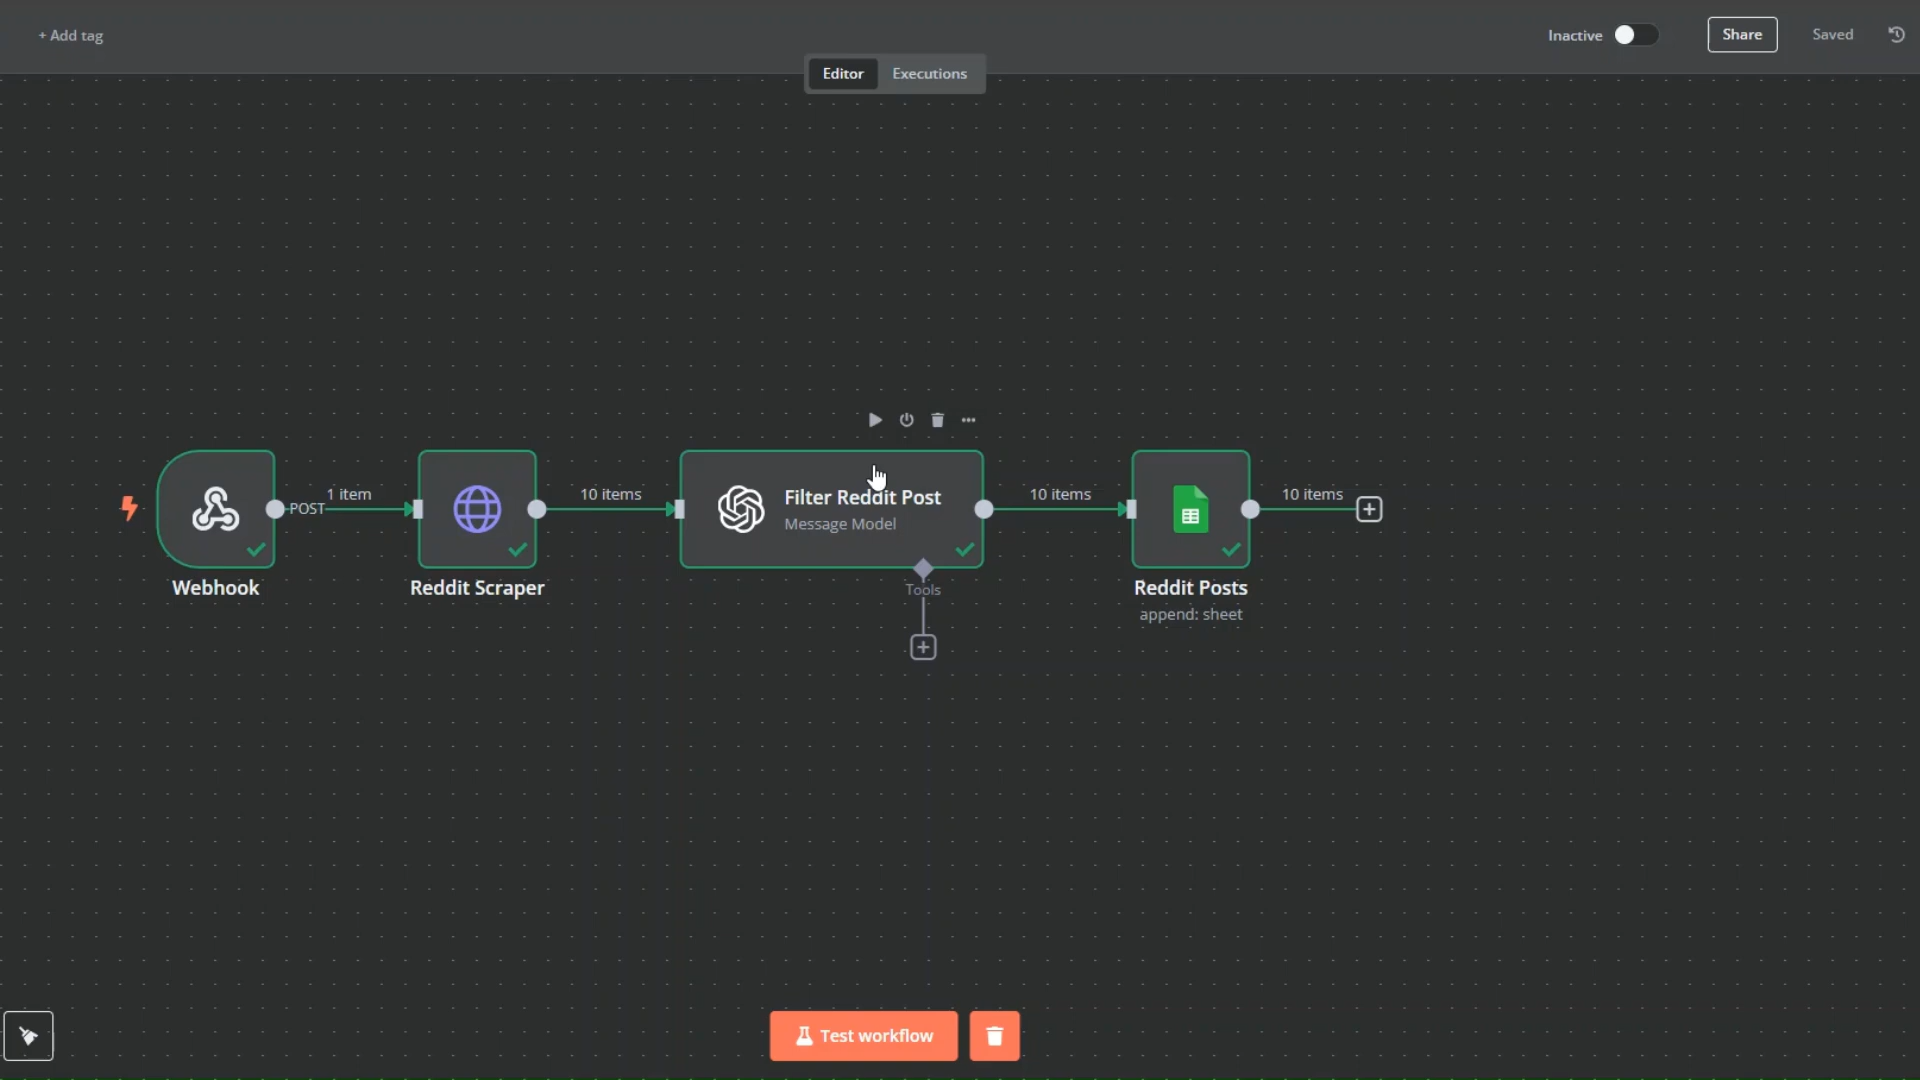 + Add tag
Inactive
Share
Saved
Editor
Executions
1 item
10 items
10 items
10 items
POST
Filter Reddit Post
Message Model
Webhook
Reddit Scraper
Tools
Reddit Posts
append: sheet
Test workflow